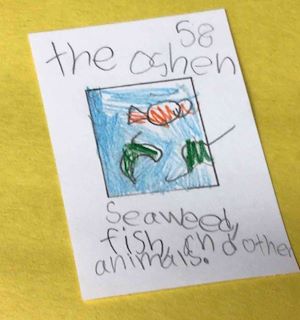 58
the oshen
Seaweed,
fish, and other
animals.